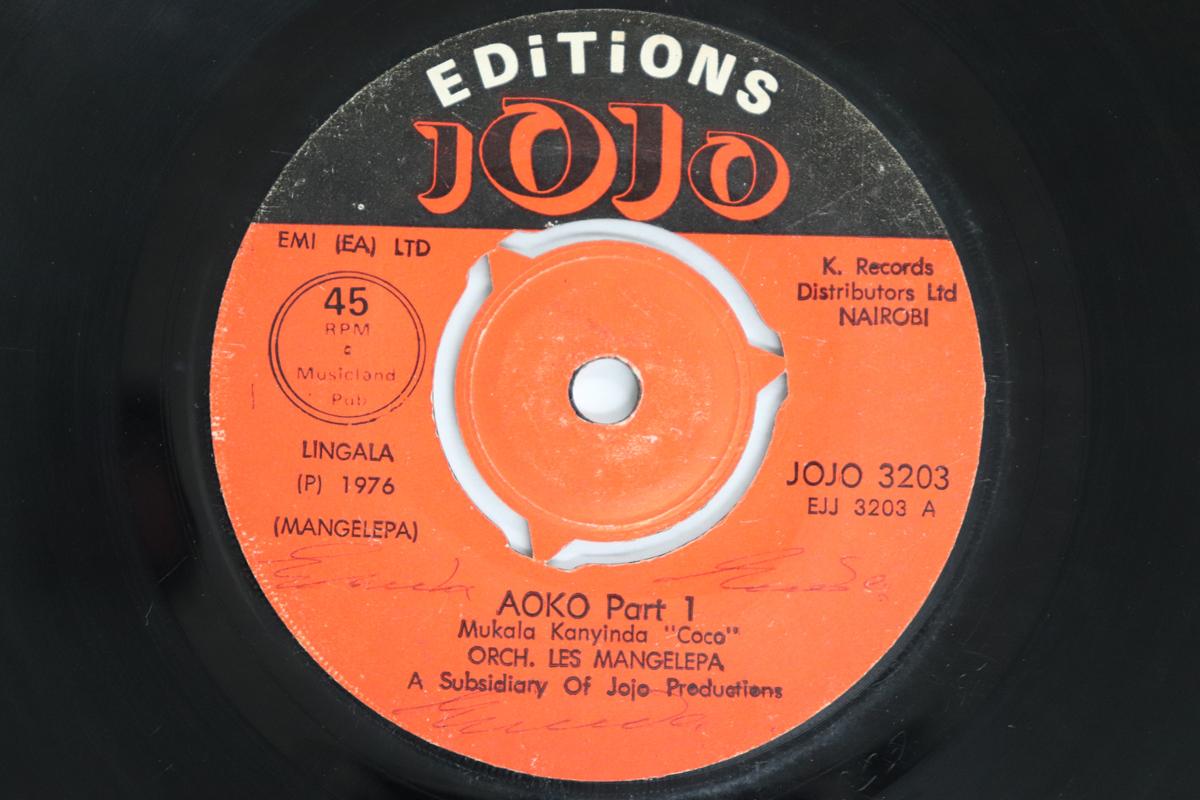 EDiTiONS
JOJO
EMI (EA) LTD
K. Records
Distributors Ltd
NAIROBI
45
RPM
c
Musicland
Pub
LINGALA
(P) 1976
(MANGELEPA)
JOJO 3203
EJJ 3203 A
AOKO Part 1
Mukala Kanyinda "Coco"
ORCH. LES MANGELEPA
A Subsidiary Of Jojo Productions